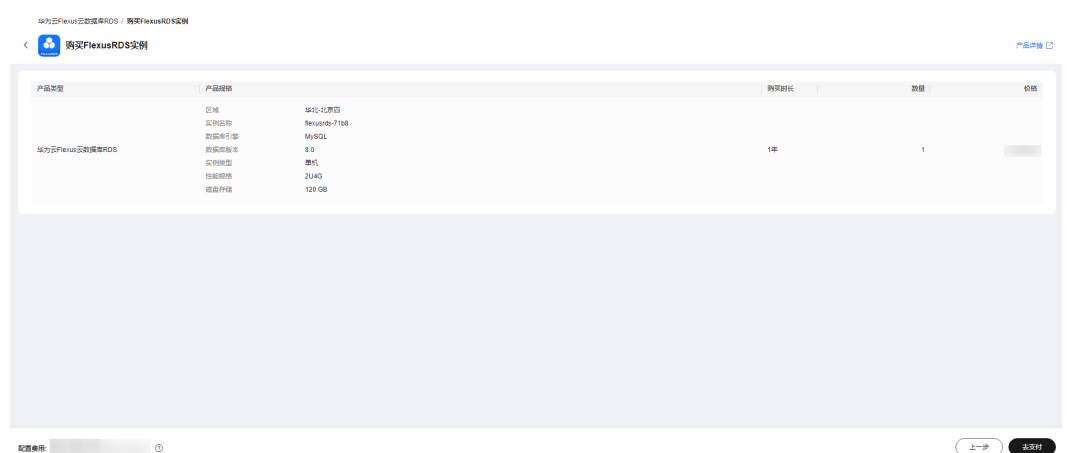 华为云Flexus云数据库RDS / 购买FlexusRDS实例
购买FlexusRDS实例
产品详情
产品类型 产品规格 购买时长 数量 价格
区域 华北-北京四
实例名称 flexusrds-71b8
数据库引擎 MySQL
华为云Flexus云数据库RDS 数据库版本 8.0 1年 1
实例类型 单机
性能规格 2U4G
磁盘存储 120 GB
配置费用:
上一步 去支付